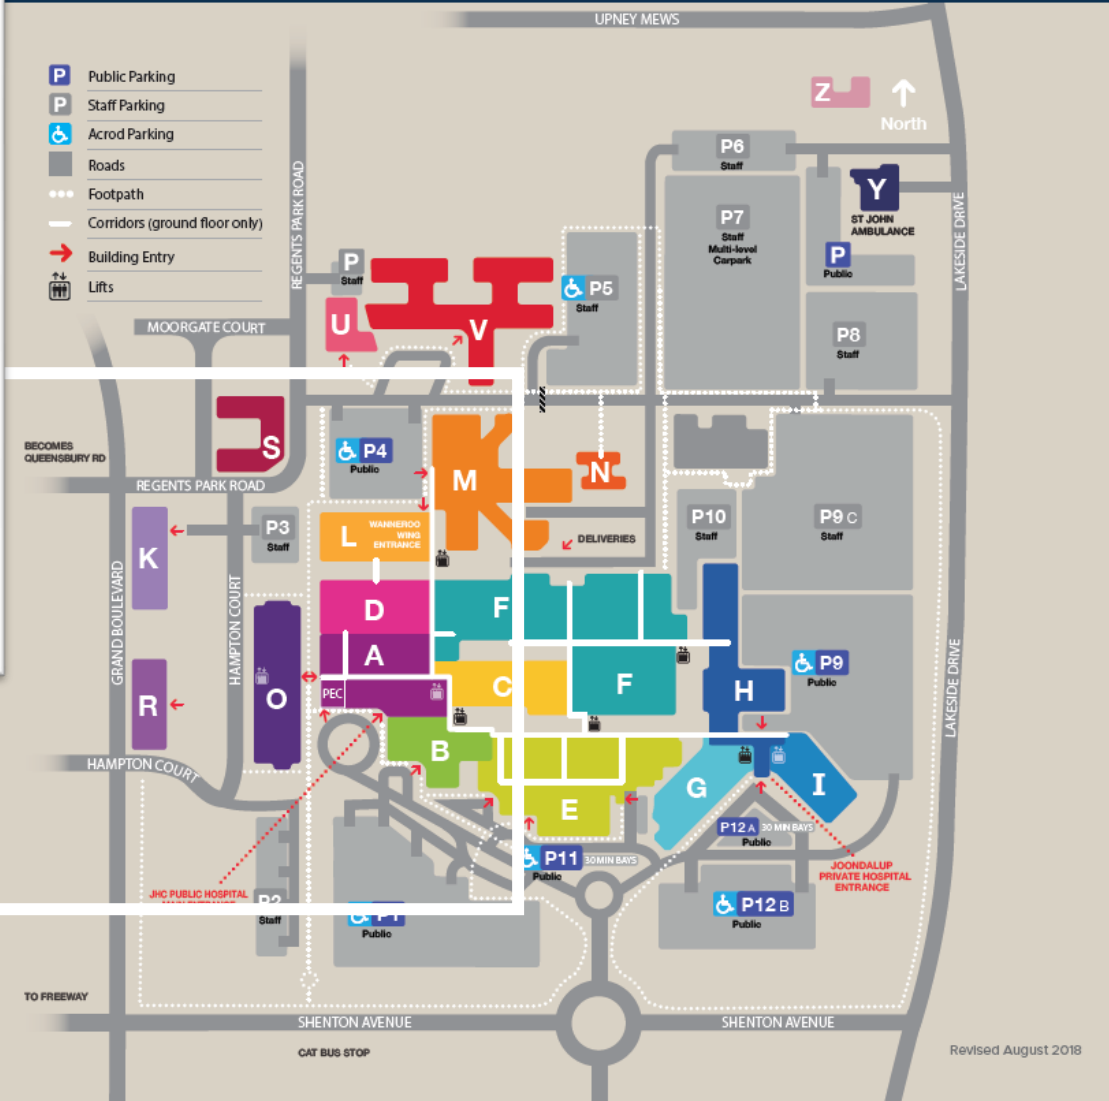 UPNEY MEWS
P Public Parking
P Staff Parking
Acrod Parking
Roads
Footpath
Corridors (ground floor only)
Building Entry
Lifts
Z
North
P6
Staff
P7
Staff
Multi-level
Carpark
Y
ST JOHN
AMBULANCE
P
Public
LAKESIDE DRIVE
REGENTS PARK ROAD
P
Staff
U
V
P5
Staff
P8
Staff
MOORGATE COURT
S
BECOMES
QUEENSBURY RD
REGENTS PARK ROAD
P4
Public
M
N
L
WANNEROO
WING
ENTRANCE
DELIVERIES
P10
Staff
P9 C
Staff
K
P3
Staff
GRAND BOULEVARD
HAMPTON COURT
D
F
A
PEC
C
F
H
P9
Public
LAKESIDE DRIVE
O
R
B
HAMPTON COURT
E
G
I
P12 A 30 MIN BAYS
Public
P11 30 MIN BAYS
Public
JOONDALUP
PRIVATE HOSPITAL
ENTRANCE
JHC PUBLIC HOSPITAL
P2
Staff
P1
Public
P12 B
Public
TO FREEWAY
SHENTON AVENUE
SHENTON AVENUE
CAT BUS STOP
Revised August 2018